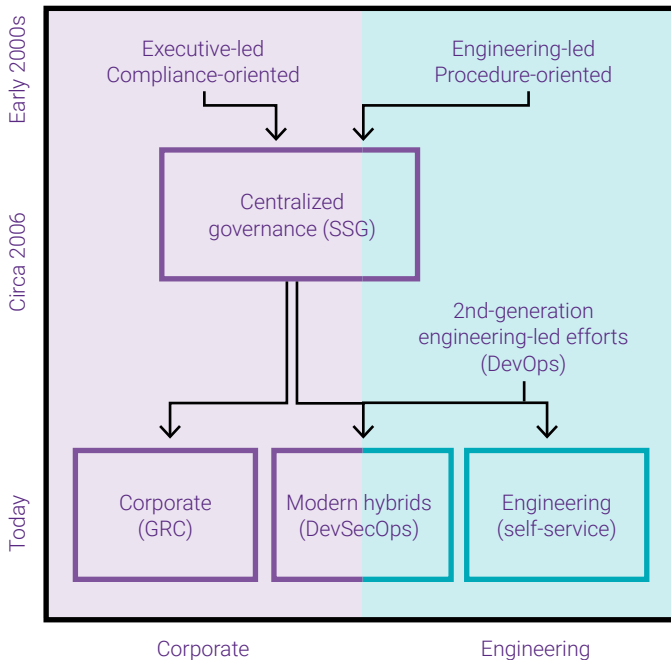 Early 2000s
Executive-led
Compliance-oriented
Engineering-led
Procedure-oriented
Circa 2006
Centralized
governance (SSG)
2nd-generation
engineering-led efforts
(DevOps)
Today
Corporate
(GRC)
Modern hybrids
(DevSecOps)
Engineering
(self-service)
Corporate
Engineering